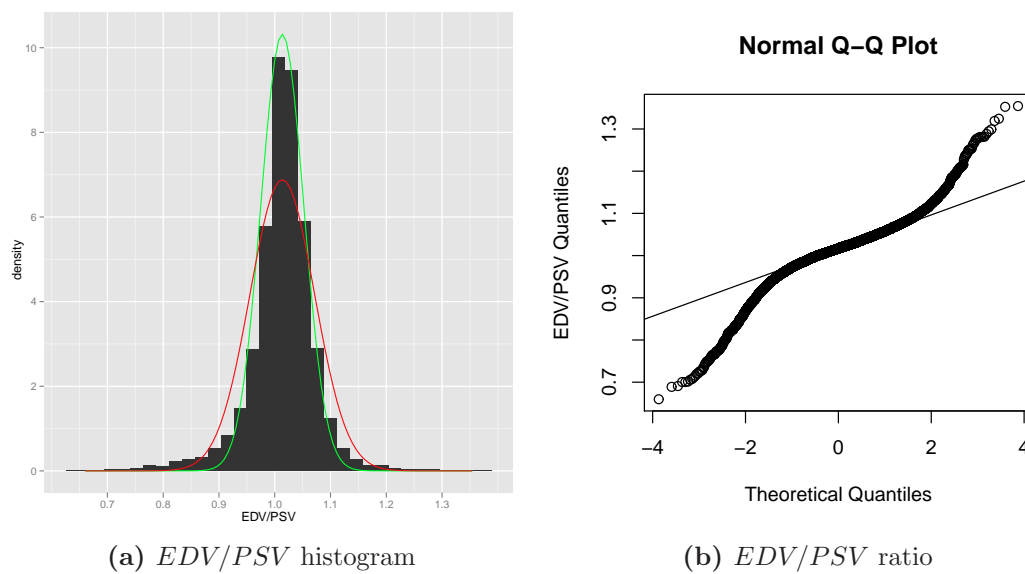 10
8
6
4
2
0
density
0.7 0.8 0.9 1.0 1.1 1.2 1.3
EDV/PSV
(a) EDV/PSV histogram
Normal Q−Q Plot
1.3
1.1
0.9
0.7
EDV/PSV Quantiles
−4 −2 0 2 4
Theoretical Quantiles
(b) EDV/PSV ratio